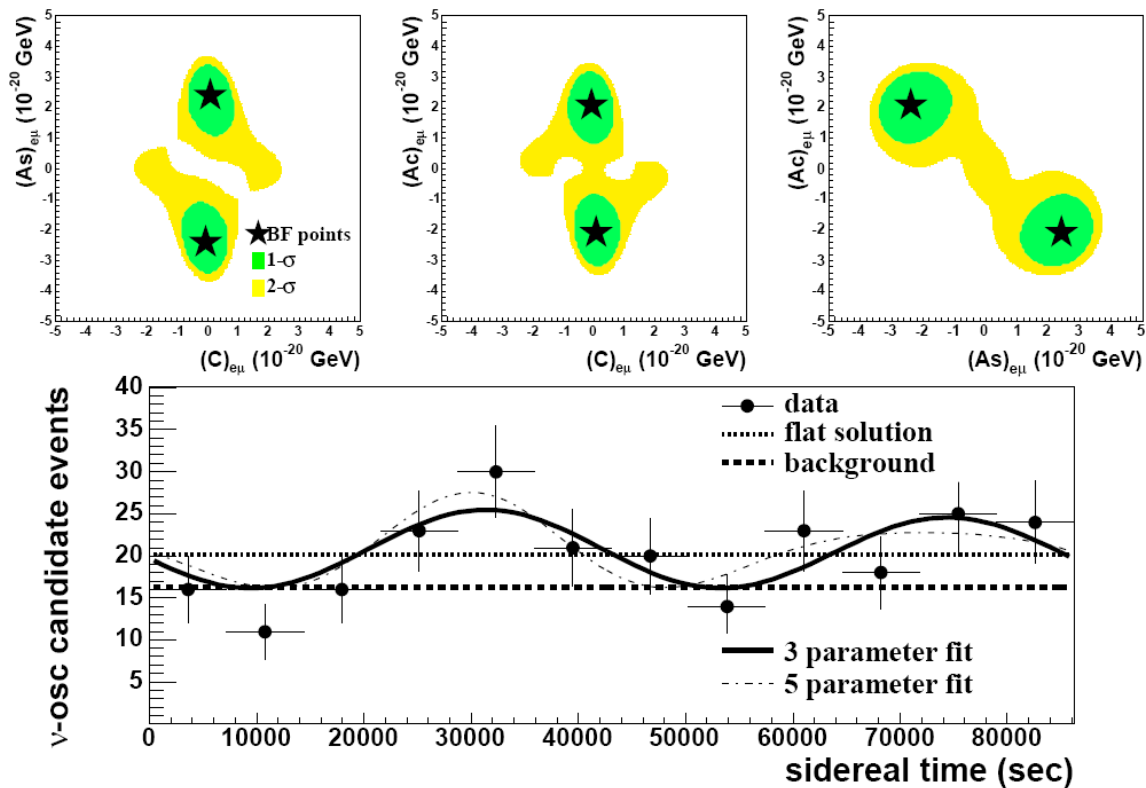 5
4
3
2
1
0
-1
-2
-3
-4
-5
(As)eμ (10⁻²⁰ GeV)
★BF points
1-σ
2-σ
-5 -4 -3 -2 -1 0 1 2 3 4 5
(C)eμ (10⁻²⁰ GeV)
5
4
3
2
1
0
-1
-2
-3
-4
-5
(Ac)eμ (10⁻²⁰ GeV)
-5 -4 -3 -2 -1 0 1 2 3 4 5
(C)eμ (10⁻²⁰ GeV)
5
4
3
2
1
0
-1
-2
-3
-4
-5
(Ac)eμ (10⁻²⁰ GeV)
-5 -4 -3 -2 -1 0 1 2 3 4 5
(As)eμ (10⁻²⁰ GeV)
ν-osc candidate events
40
35
30
25
20
15
10
5
data
flat solution
background
3 parameter fit
5 parameter fit
0 10000 20000 30000 40000 50000 60000 70000 80000
sidereal time (sec)